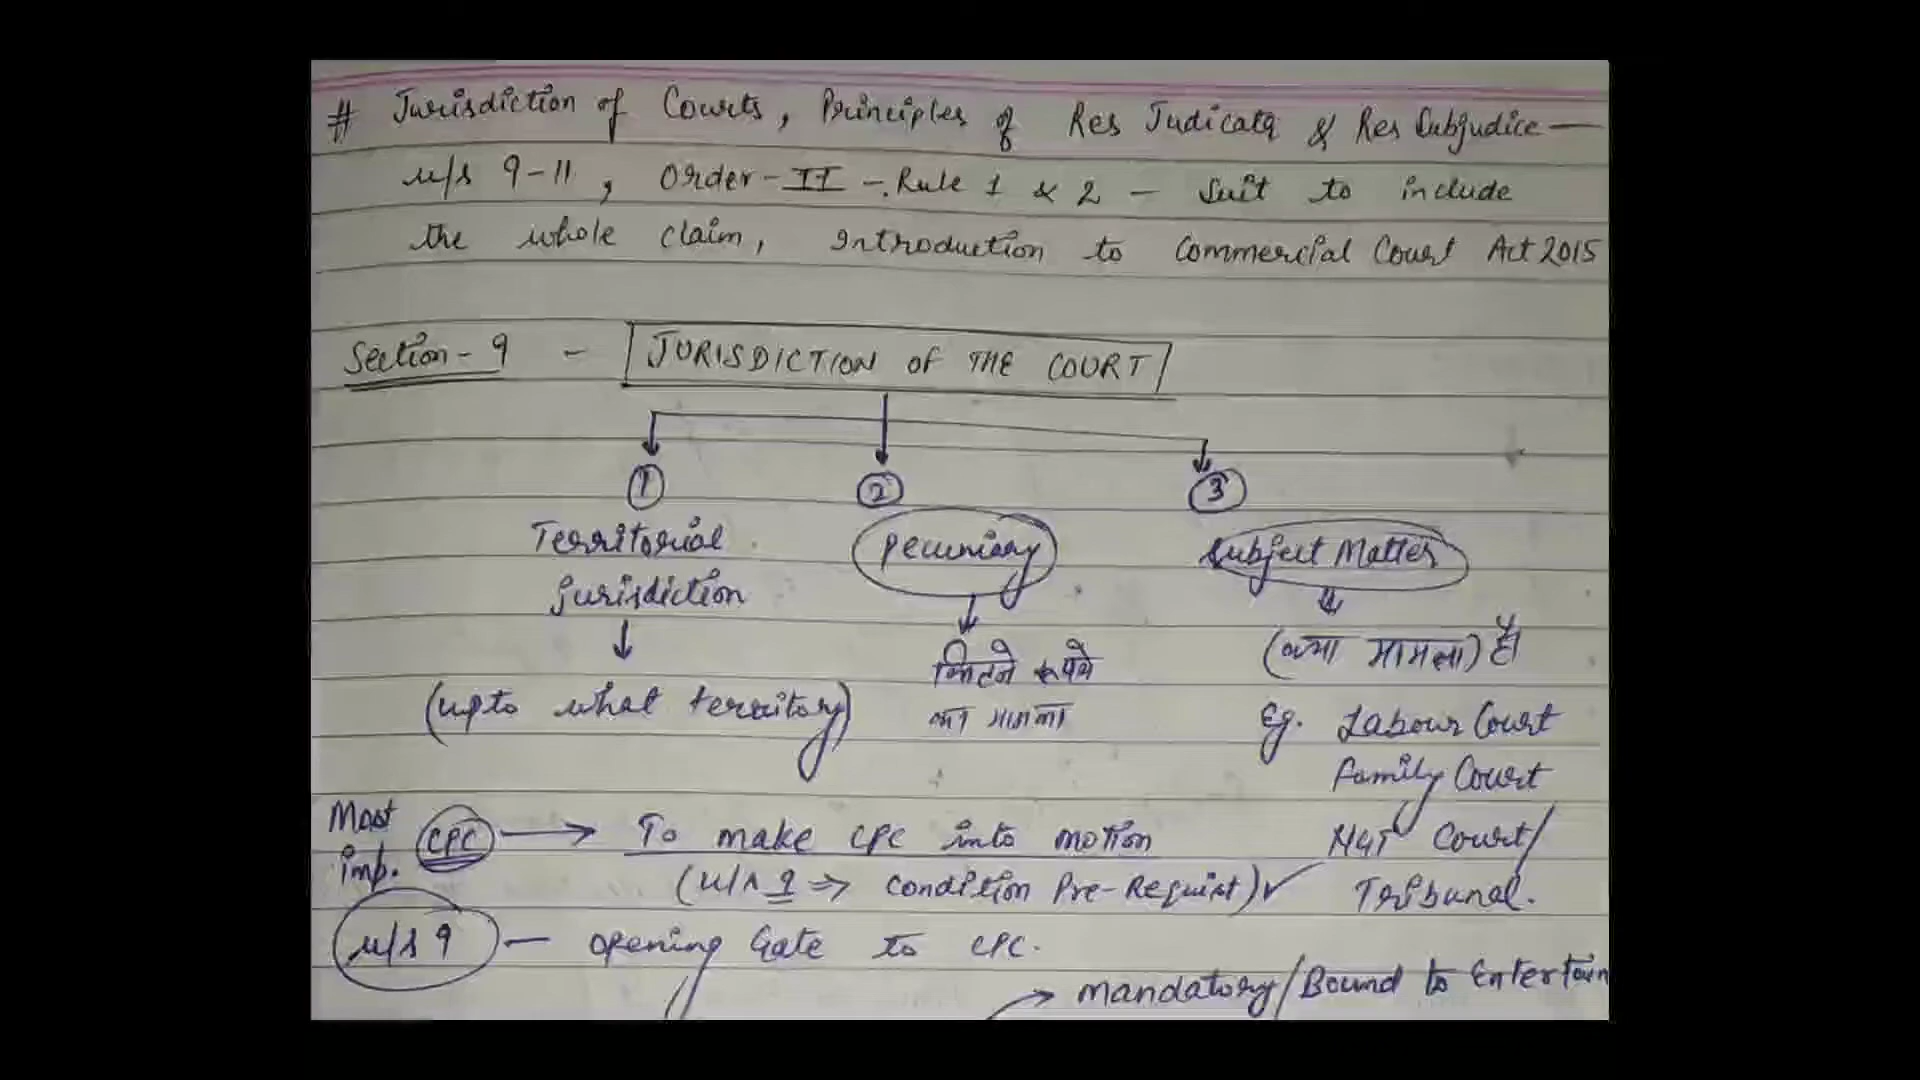 # Jurisdiction of Courts, Principles of Res Judicata & Res Subjudice —
u/s 9-11, Order-II-Rule 1 & 2 - Suit to include
the whole claim, Introduction to Commercial Court Act 2015
Section-9 - JURISDICTION OF THE COURT
① ② ③
Territorial Pecuniary Subject Matter
jurisdiction
(upto what territory) कितने रूपये (क्या मामला) है
का मामला
Eg. Labour Court
Family Court
Most imp. CPC → To make CPC into motion
NGT Court/
(u/s 9 ⇒ condition Pre-Requist) ✓ Tribunal.
u/s 9 — opening Gate to CPC.
→ mandatory/Bound to Entertain